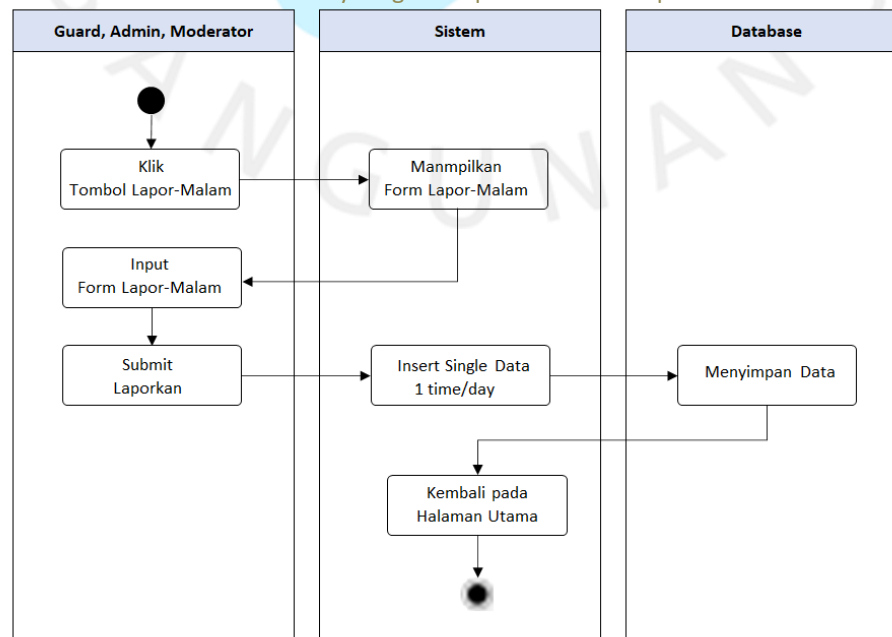 Guard, Admin, Moderator
Sistem
Database
Klik
Tombol Lapor-Malam
Manmpilkan
Form Lapor-Malam
Input
Form Lapor-Malam
Submit
Laporkan
Insert Single Data
1 time/day
Menyimpan Data
Kembali pada
Halaman Utama
ANGUNAN